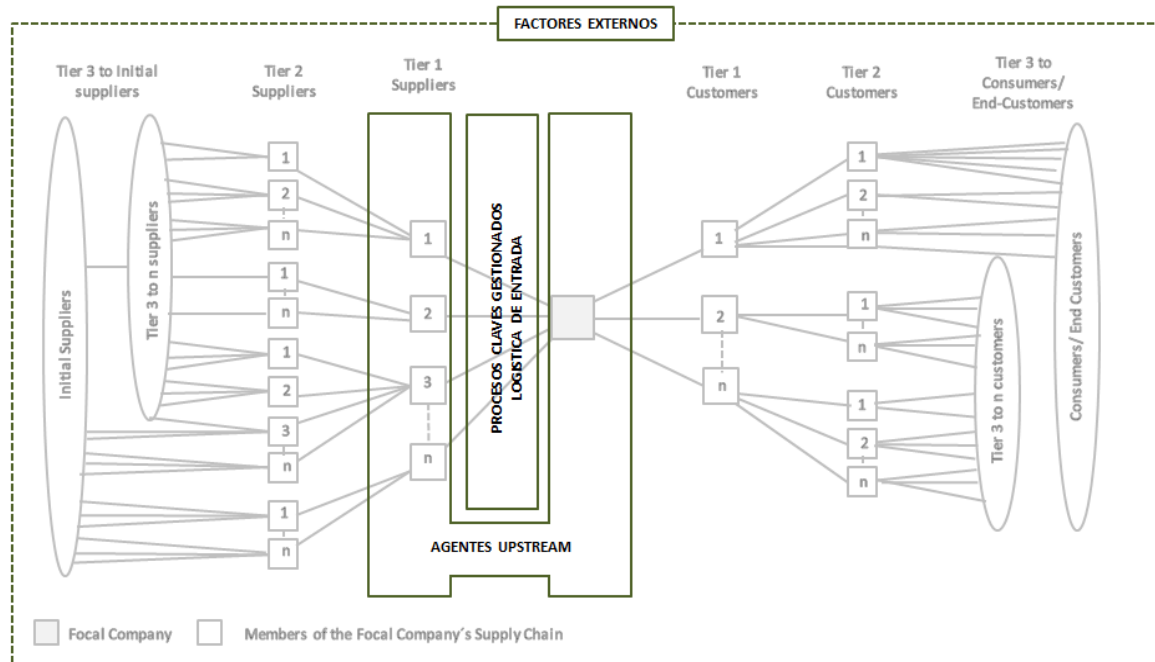 FACTORES EXTERNOS
Tier 3 to Initial
suppliers
Tier 2
Suppliers
Tier 1
Suppliers
Tier 1
Customers
Tier 2
Customers
Tier 3 to
Consumers/
End-Customers
Initial Suppliers
Tier 3 to n suppliers
1
2
n
1
n
1
2
3
n
1
n
1
2
3
n
PROCESOS CLAVES GESTIONADOS
LOGISTICA DE ENTRADA
AGENTES UPSTREAM
1
2
n
1
2
n
1
n
1
2
n
Tier 3 to n customers
Consumers/ End Customers
Focal Company
Members of the Focal Company´s Supply Chain